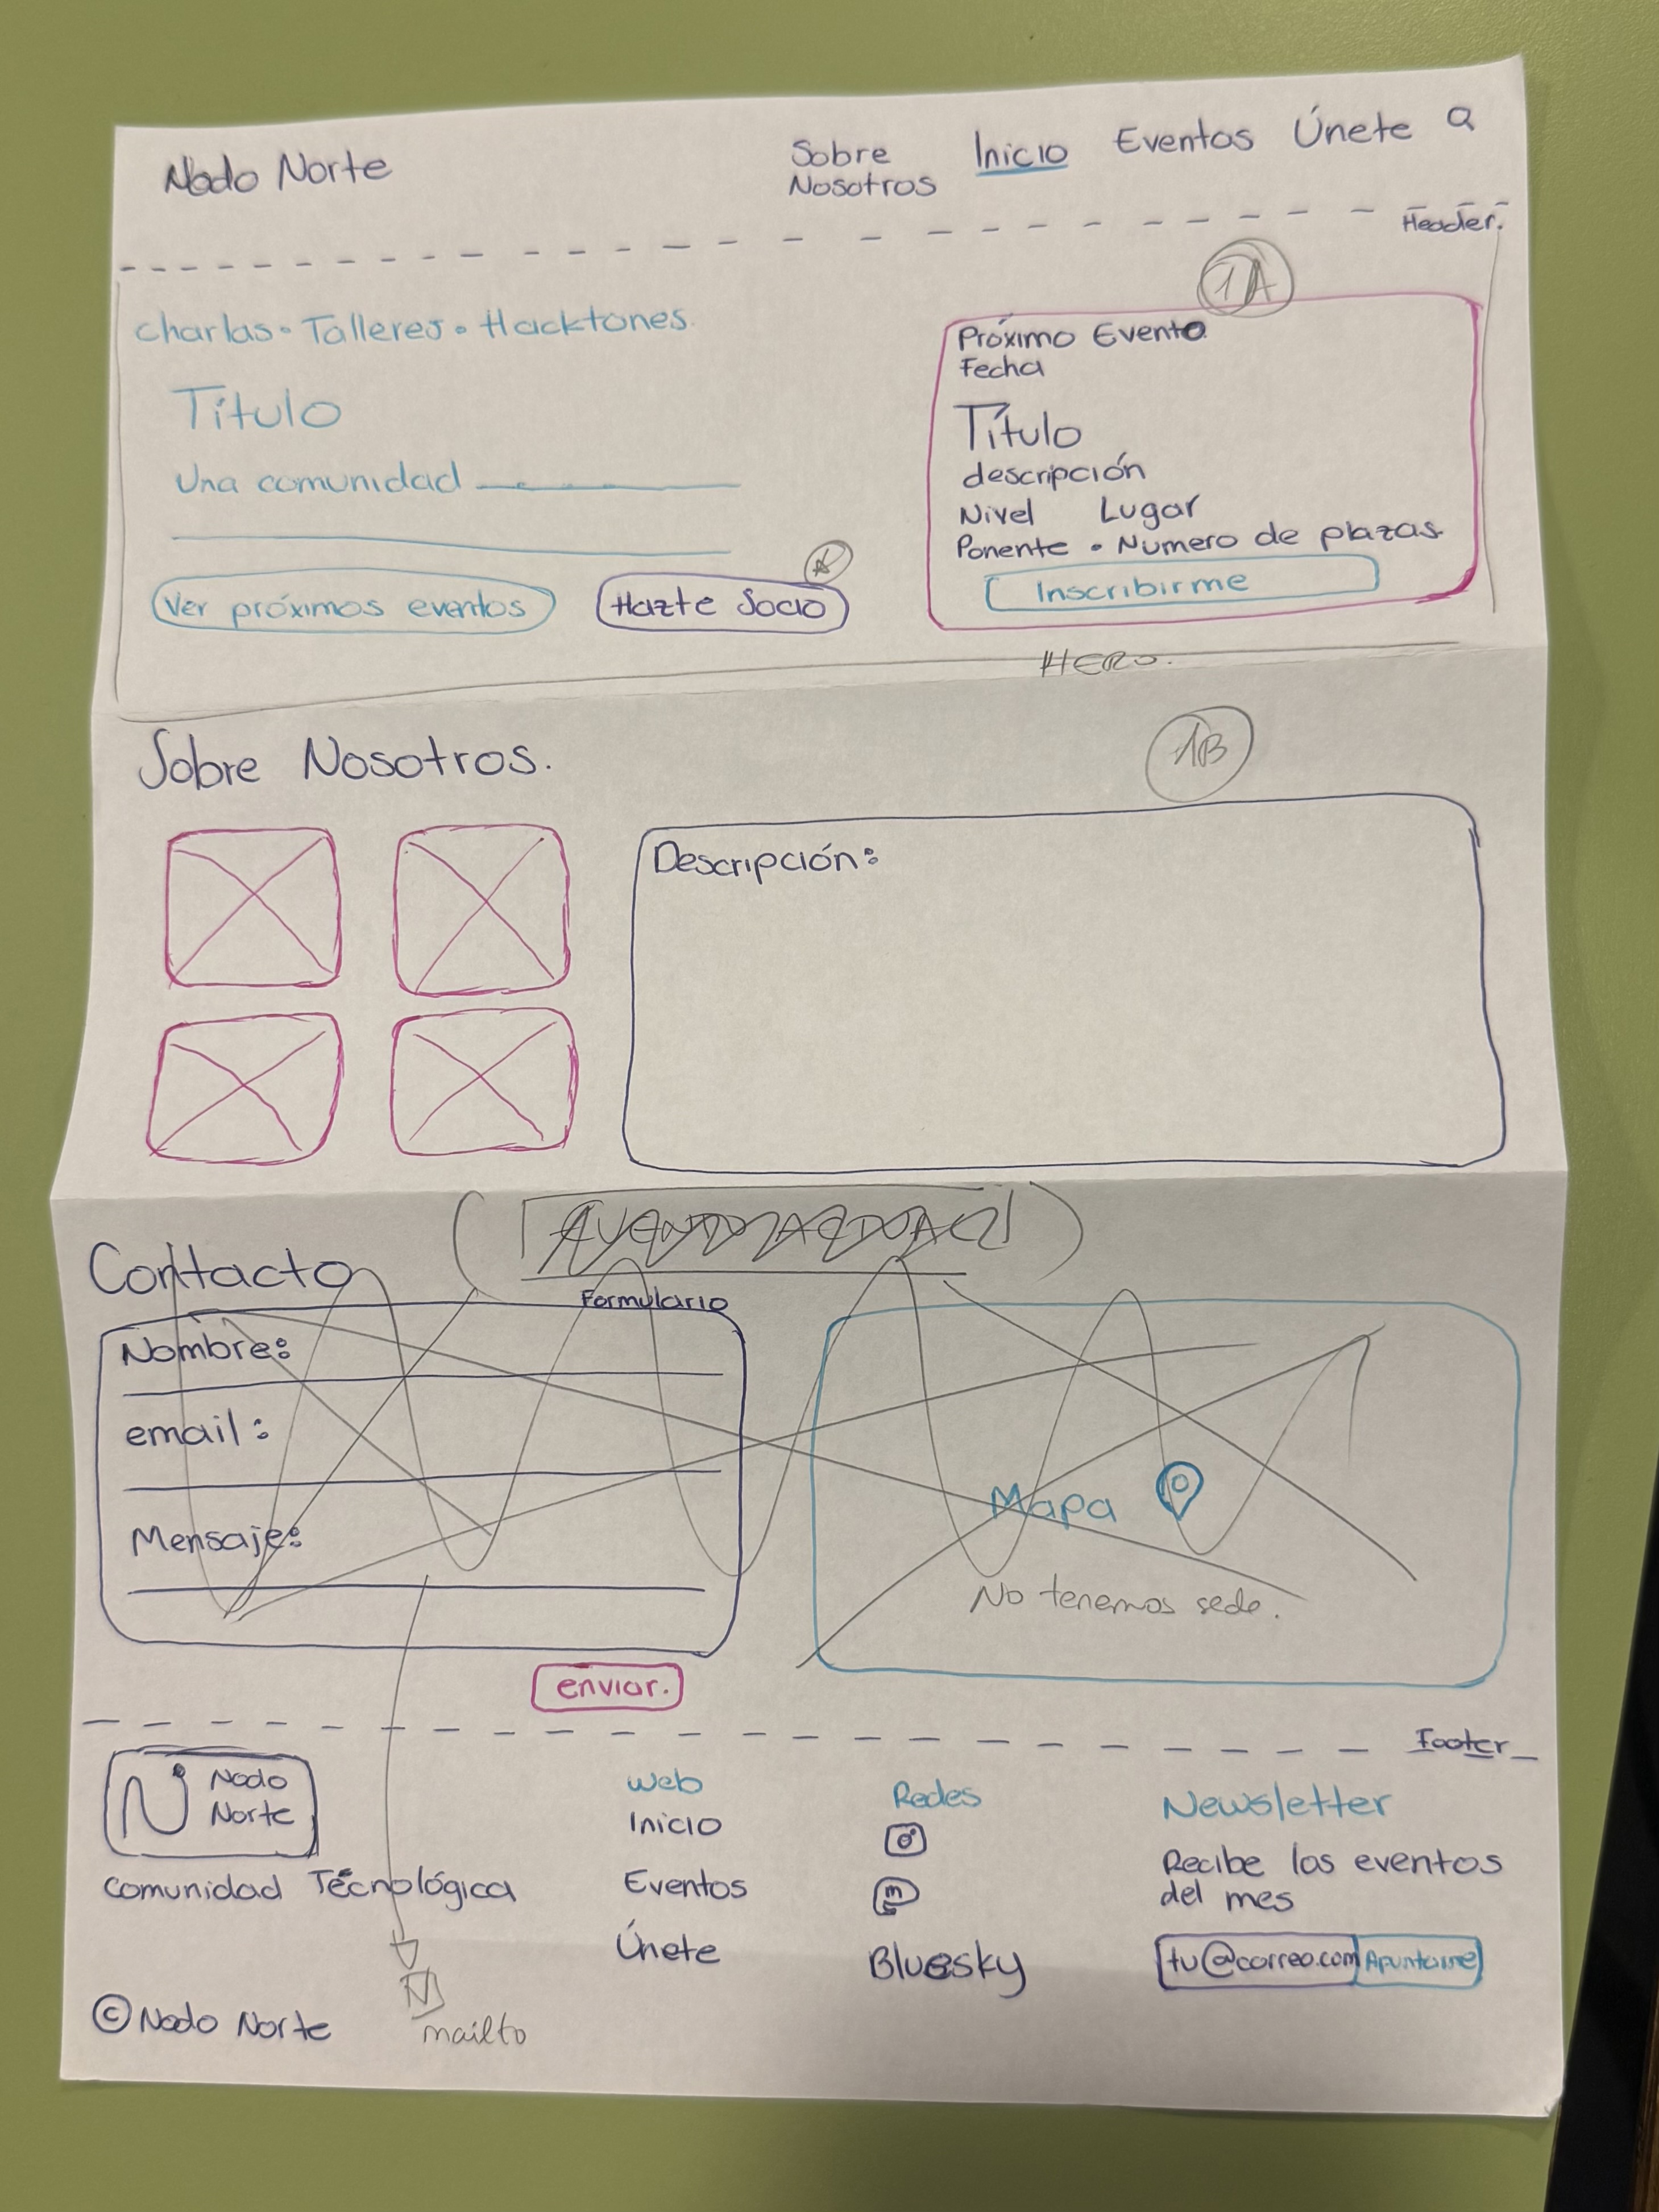 Nodo Norte
Sobre
Nosotros
Inicio
Eventos
Únete
Header.
1A
Charlas • Talleres • Hacktones.
Título
Una comunidad
Ver próximos eventos
Hazte Socio
Próximo Evento
Fecha
Título
descripción
Nivel Lugar
Ponente • Numero de plazas
Inscribirme
HERO.
Sobre Nosotros.
1B
Descripción:
Contacto
Formulario
Nombre:
email:
Mensaje:
enviar.
Mapa
No tenemos sede.
Footer
Nodo
Norte
Comunidad Técnológica
© Nodo Norte
mailto
Web
Inicio
Eventos
Únete
Redes
m
Bluesky
Newsletter
Recibe los eventos
del mes
tu@correo.com
Apuntarme